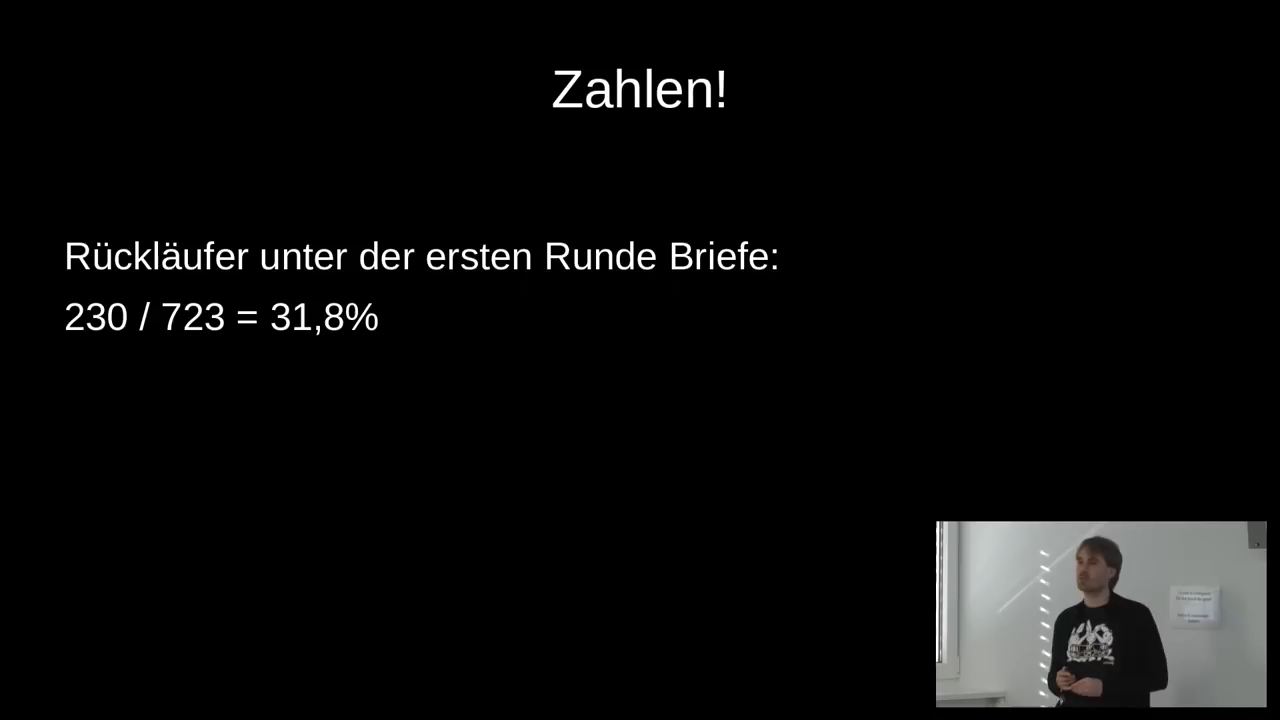 Zahlen!
Rückläufer unter der ersten Runde Briefe:
230 / 723 = 31,8%